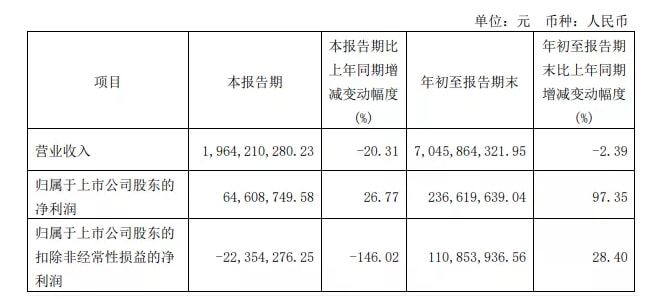 单位：元 币种：人民币
项目 本报告期 本报告期比上年同期增减变动幅度(%) 年初至报告期末 年初至报告期末比上年同期增减变动幅度(%)
营业收入 1,964,210,280.23 -20.31 7,045,864,321.95 -2.39
归属于上市公司股东的净利润 64,608,749.58 26.77 236,619,639.04 97.35
归属于上市公司股东的扣除非经常性损益的净利润 -22,354,276.25 -146.02 110,853,936.56 28.40